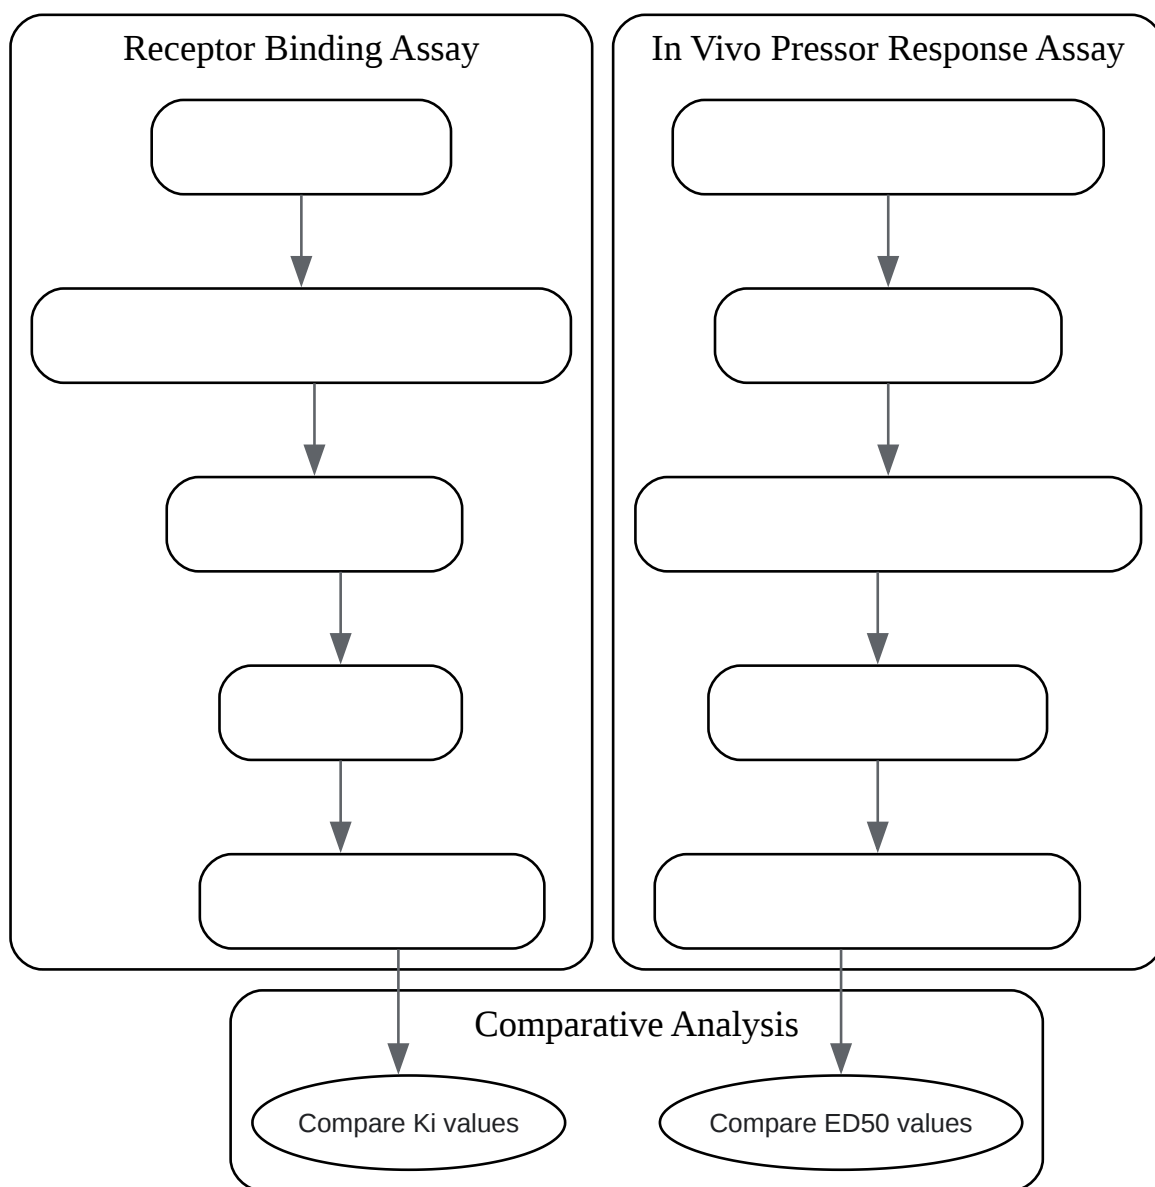 Receptor Binding Assay
In Vivo Pressor Response Assay
Comparative Analysis
Compare Ki values
Compare ED50 values